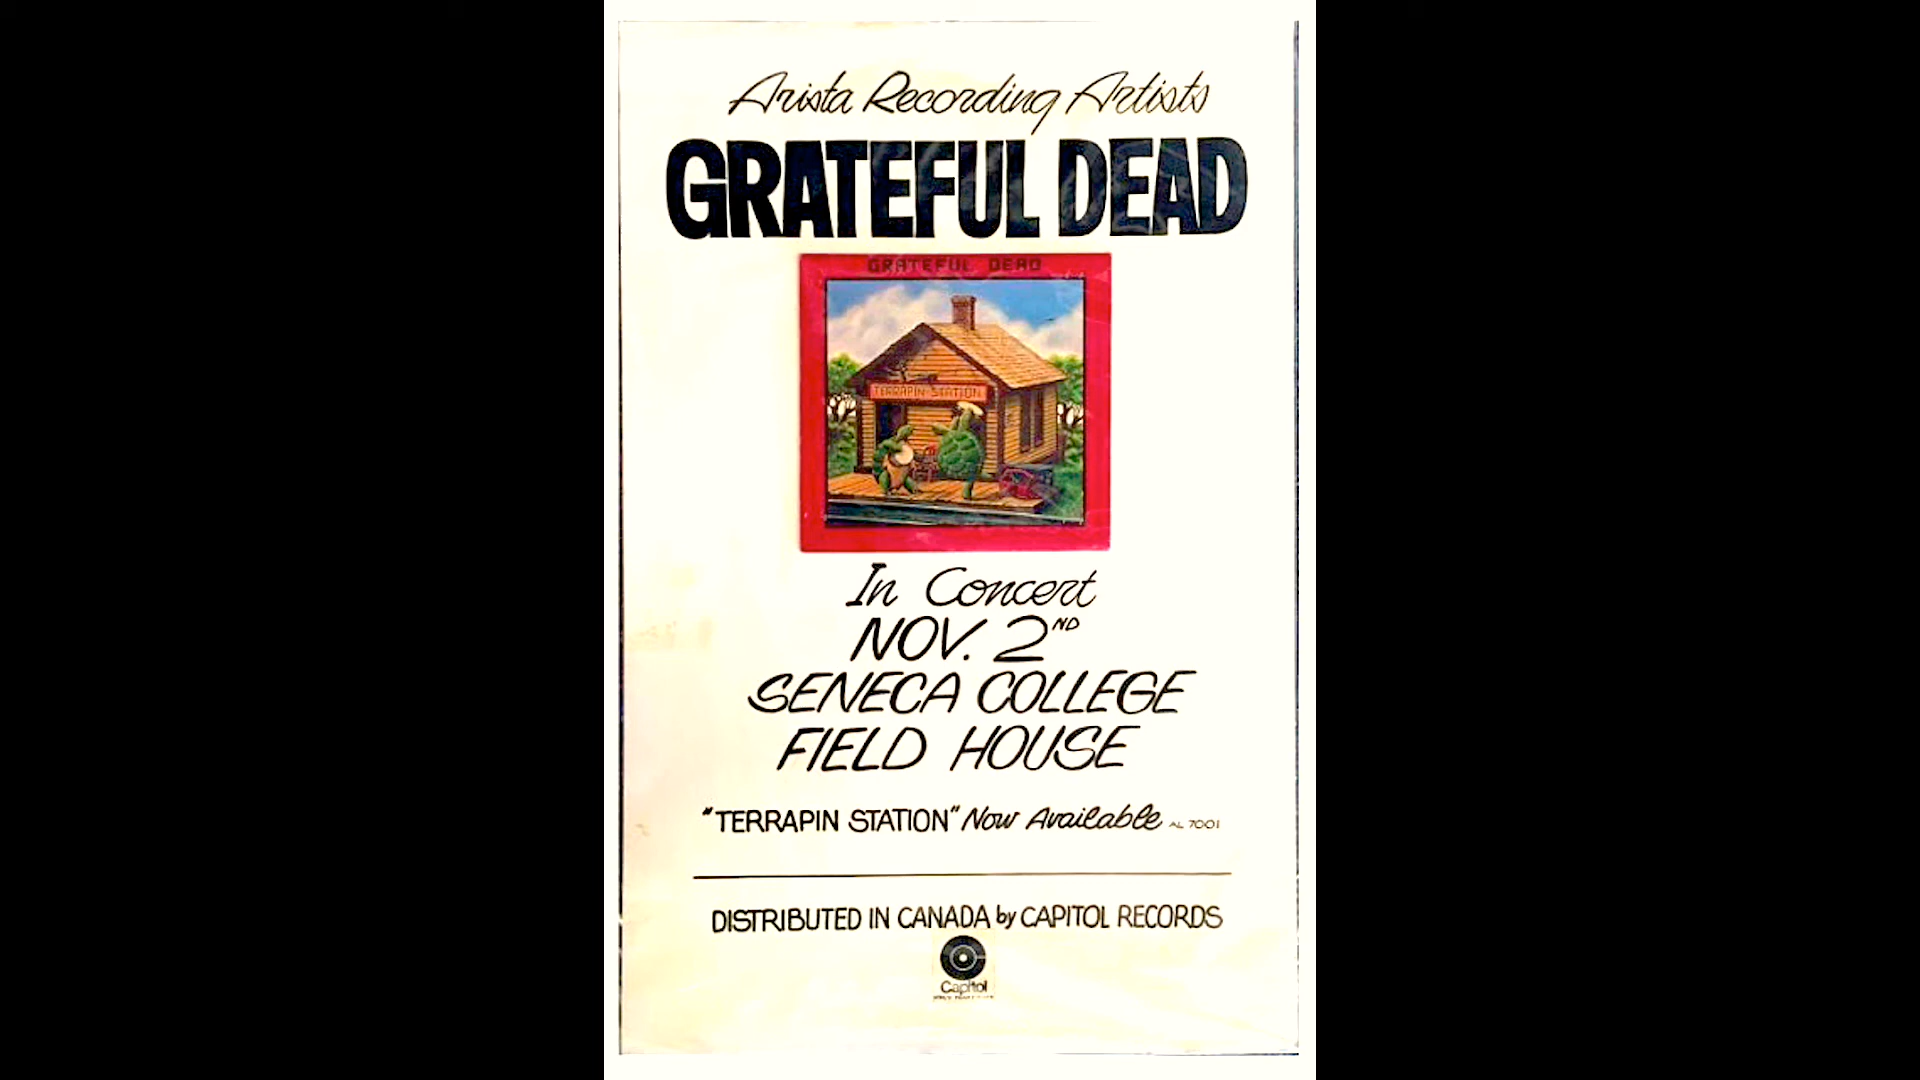 Arista Recording Artists
GRATEFUL DEAD
GRATEFUL DEAD
TERRAPIN STATION
In Concert
NOV. 2ND
SENECA COLLEGE
FIELD HOUSE
"TERRAPIN STATION" Now Available AL 7001
DISTRIBUTED IN CANADA by CAPITOL RECORDS
Capitol